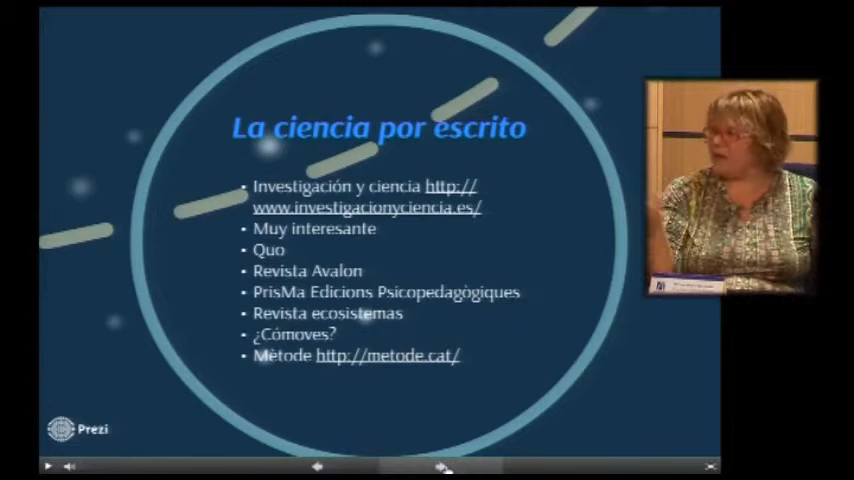 La ciencia por escrito
• Investigación y ciencia http://
www.investigacionyciencia.es/
• Muy interesante
• Quo
• Revista Avalon
• PrisMa Edicions Psicopedagògiques
• Revista ecosistemas
• ¿Cómoves?
• Mètode http://metode.cat/
Prezi